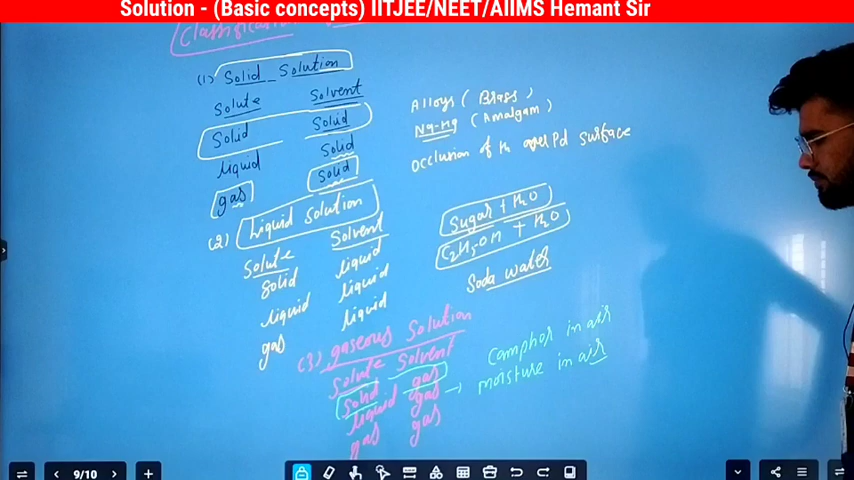 Solution - (Basic concepts) IITJEE/NEET/AIIMS Hemant Sir
Classification
(1) Solid Solution
Solute Solvent
Solid Solid Alloys (Brass)
liquid Solid Na-Hg (Amalgam)
gas Solid Occlusion of H2 over Pd surface
(2) Liquid Solution
Solute Solvent
Solid liquid Sugar + H2O
liquid liquid C2H5OH + H2O
gas liquid Soda water
(3) gaseous Solution
Solute Solvent
Solid gas Camphor in air
liquid gas → moisture in air
gas gas
9/10